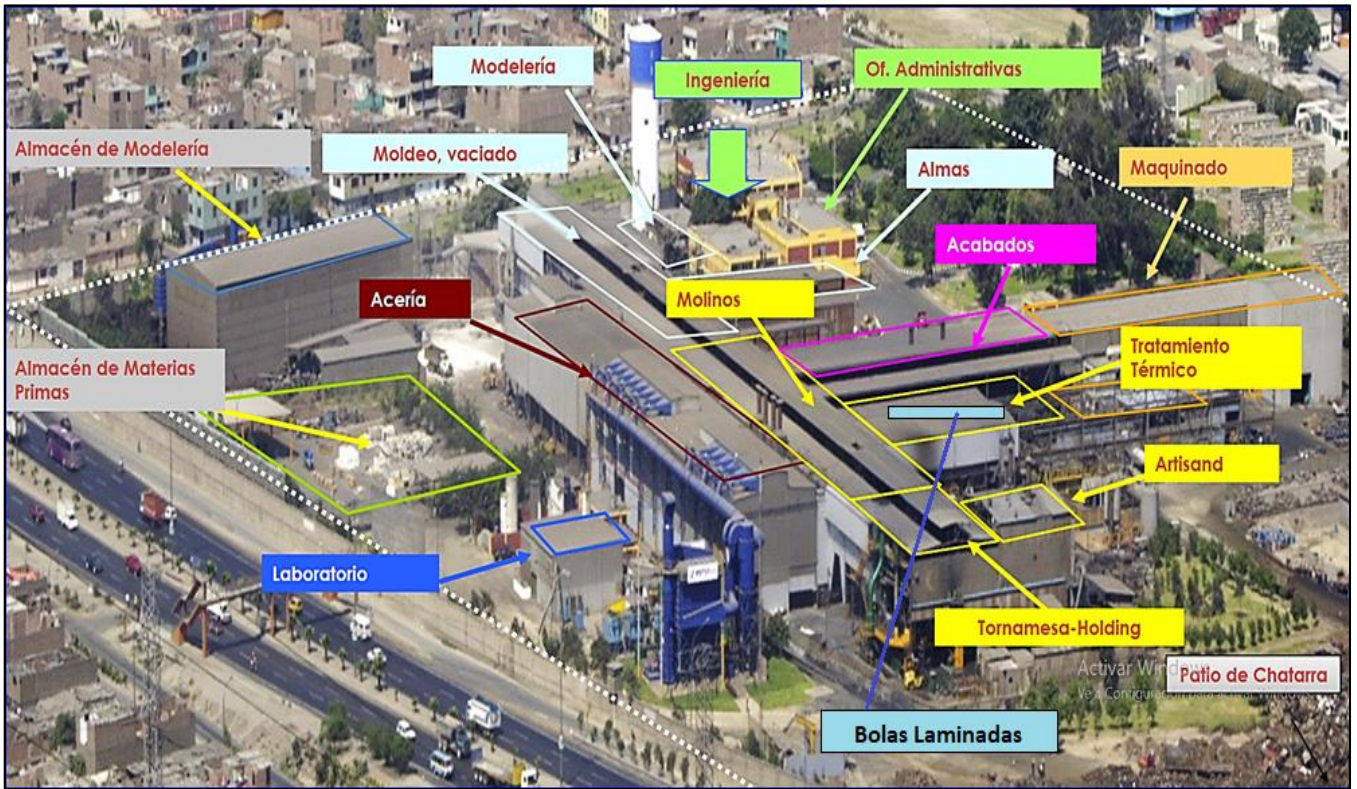 Modelería
Ingeniería
Of. Administrativas
Almacén de Modelería
Moldeo, vaciado
Almas
Maquinado
Acabados
Acería
Molinos
Tratamiento
Térmico
Almacén de Materias
Primas
Artisand
Laboratorio
Tornamesa-Holding
Activar Windows
Patio de Chatarra
Bolas Laminadas